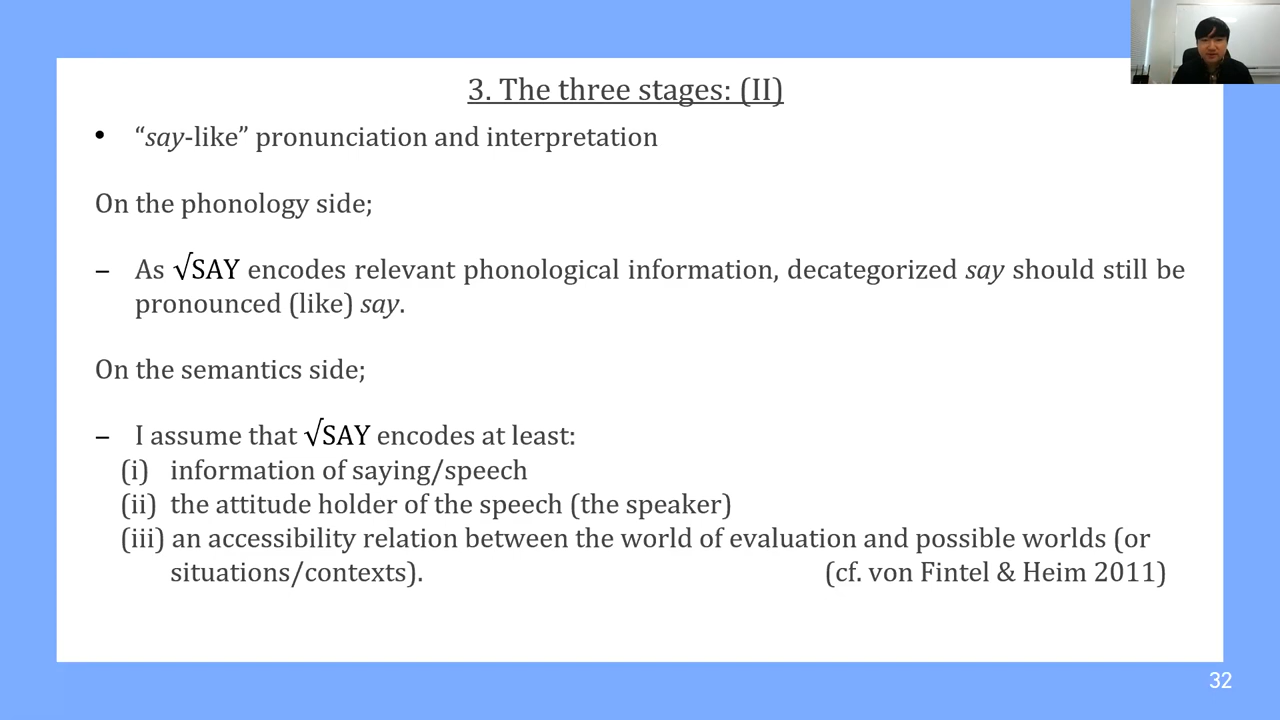 3. The three stages: (II)
• “say-like” pronunciation and interpretation
On the phonology side;
– As √SAY encodes relevant phonological information, decategorized say should still be
pronounced (like) say.
On the semantics side;
– I assume that √SAY encodes at least:
(i) information of saying/speech
(ii) the attitude holder of the speech (the speaker)
(iii) an accessibility relation between the world of evaluation and possible worlds (or
situations/contexts). (cf. von Fintel & Heim 2011)
32